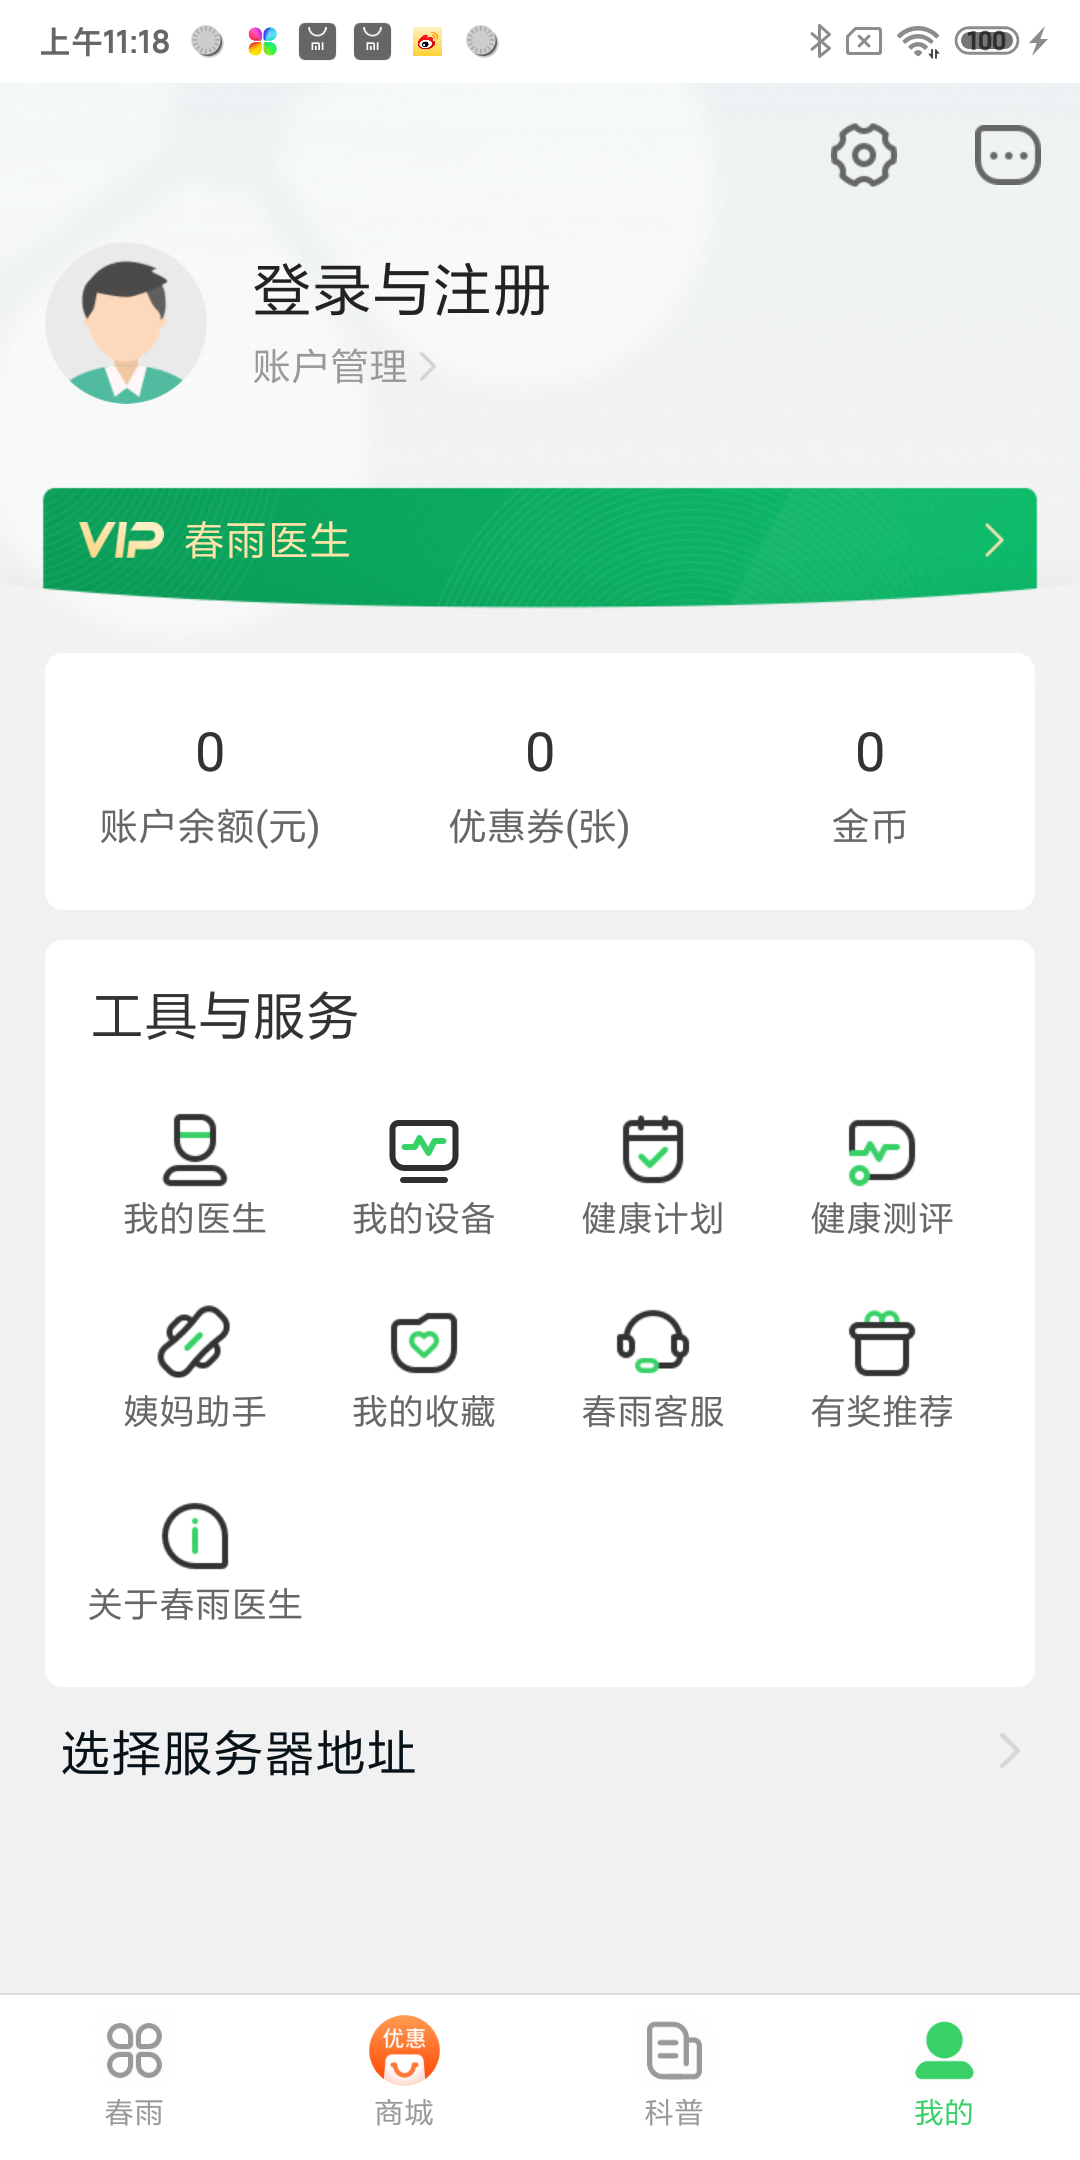 上午11:18
100
登录与注册
账户管理
VIP 春雨医生
0 0 0
账户余额(元) 优惠券(张) 金币
工具与服务
我的医生 我的设备 健康计划 健康测评
姨妈助手 我的收藏 春雨客服 有奖推荐
关于春雨医生
选择服务器地址
优惠
春雨 商城 科普 我的